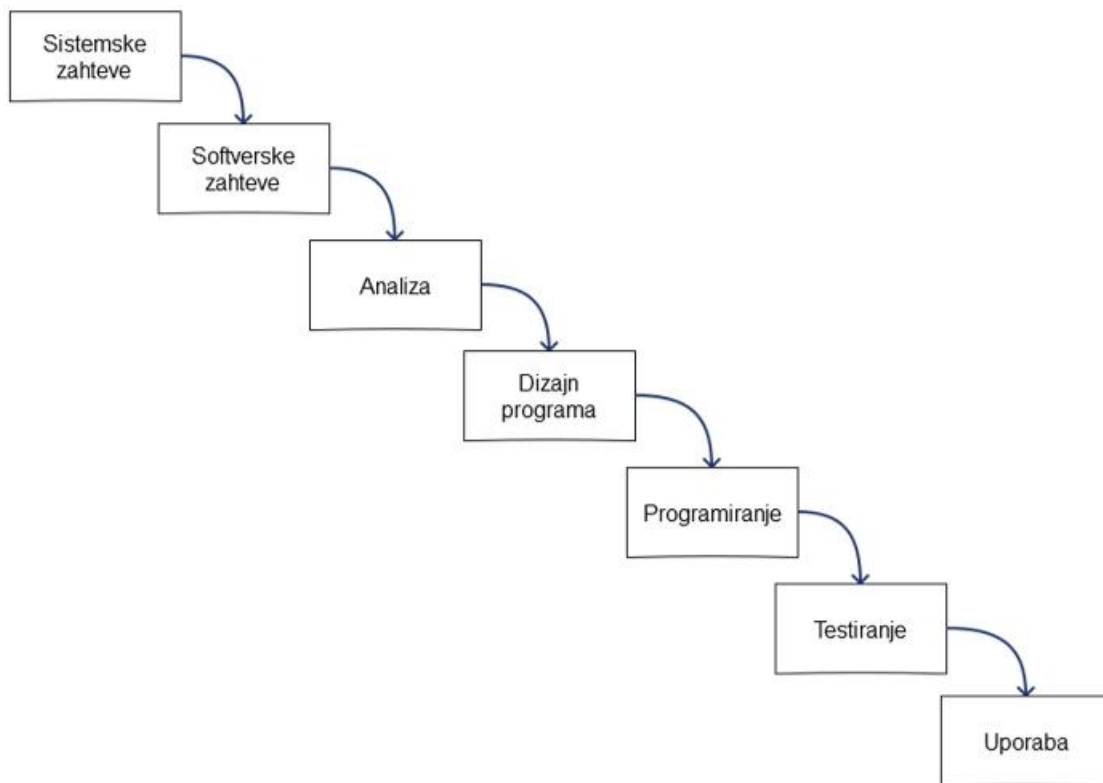 Sistemske
zahteve
Softverske
zahteve
Analiza
Dizajn
programa
Programiranje
Testiranje
Uporaba